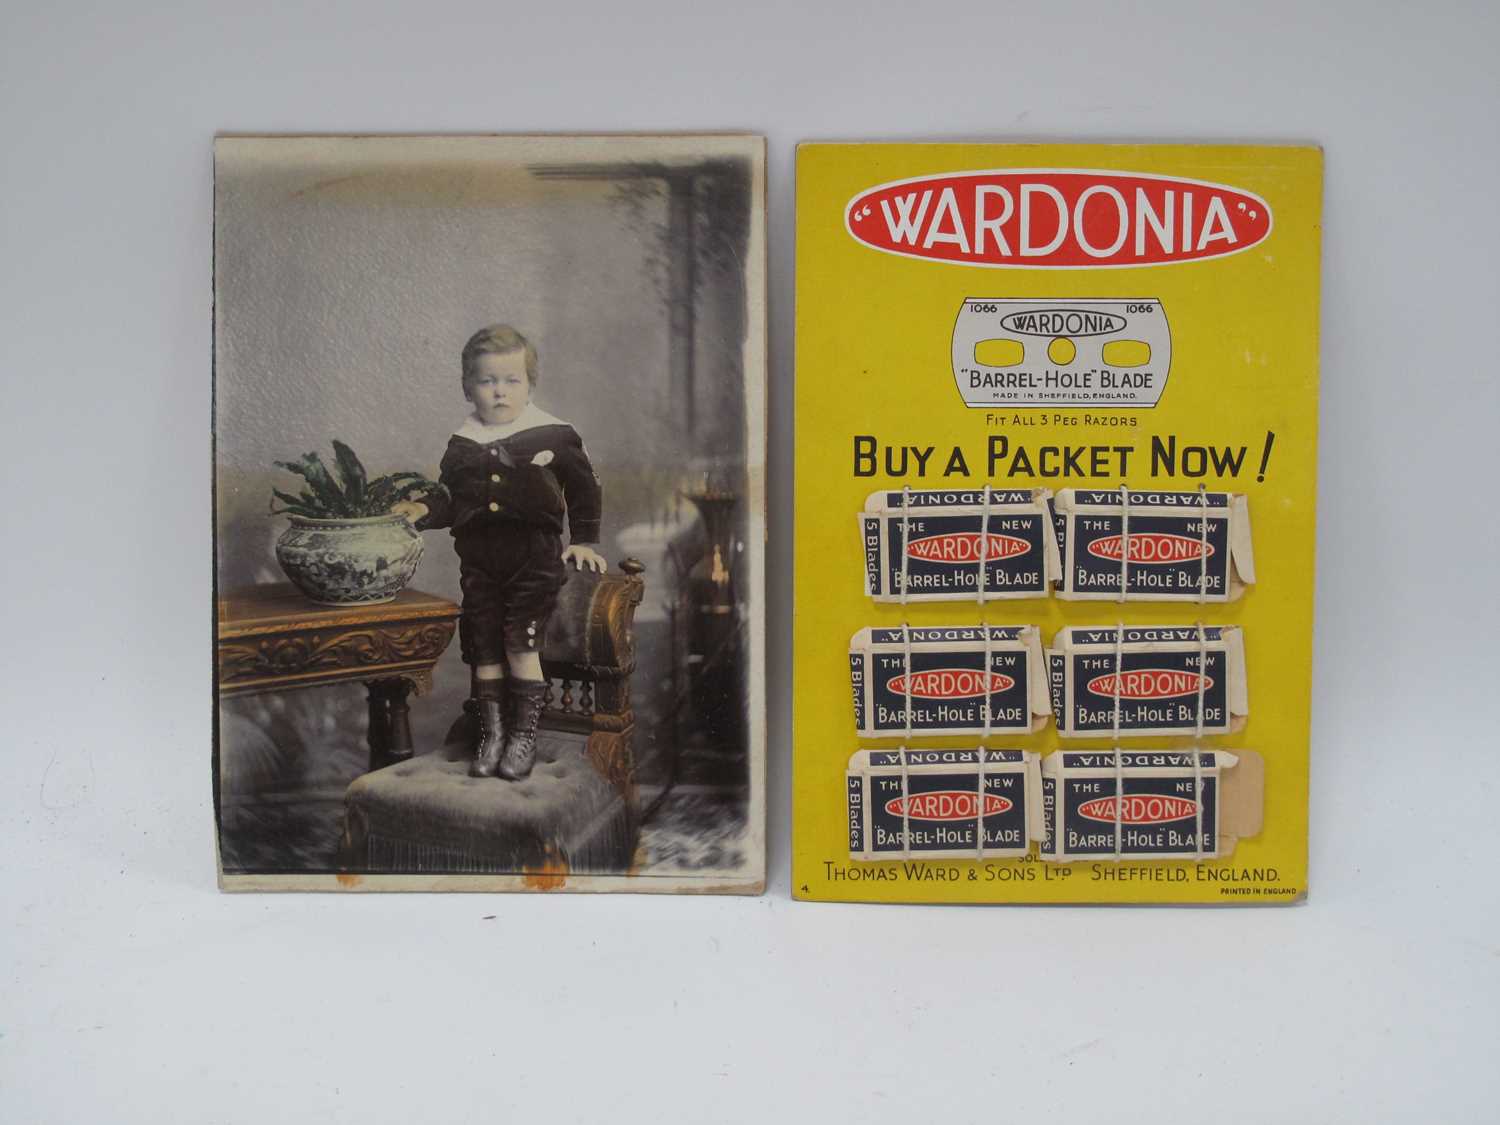 "WARDONIA"
1066 1066
WARDONIA
"BARREL-HOLE" BLADE
MADE IN SHEFFIELD, ENGLAND.
FIT ALL 3 PEG RAZORS
BUY A PACKET NOW!
"WARDONIA" "WARDONIA"
5 Blades THE NEW THE NEW
"WARDONIA" "WARDONIA"
"BARREL-HOLE" BLADE "BARREL-HOLE" BLADE
"WARDONIA" "WARDONIA"
5 Blades THE NEW 5 Blades THE NEW
"WARDONIA" "WARDONIA"
"BARREL-HOLE" BLADE "BARREL-HOLE" BLADE
"WARDONIA" "WARDONIA"
5 Blades THE NEW 5 Blades THE NEW
"WARDONIA" "WARDONIA"
"BARREL-HOLE" BLADE "BARREL-HOLE" BLADE
THOMAS WARD & SONS LTD SHEFFIELD, ENGLAND.
4. PRINTED IN ENGLAND